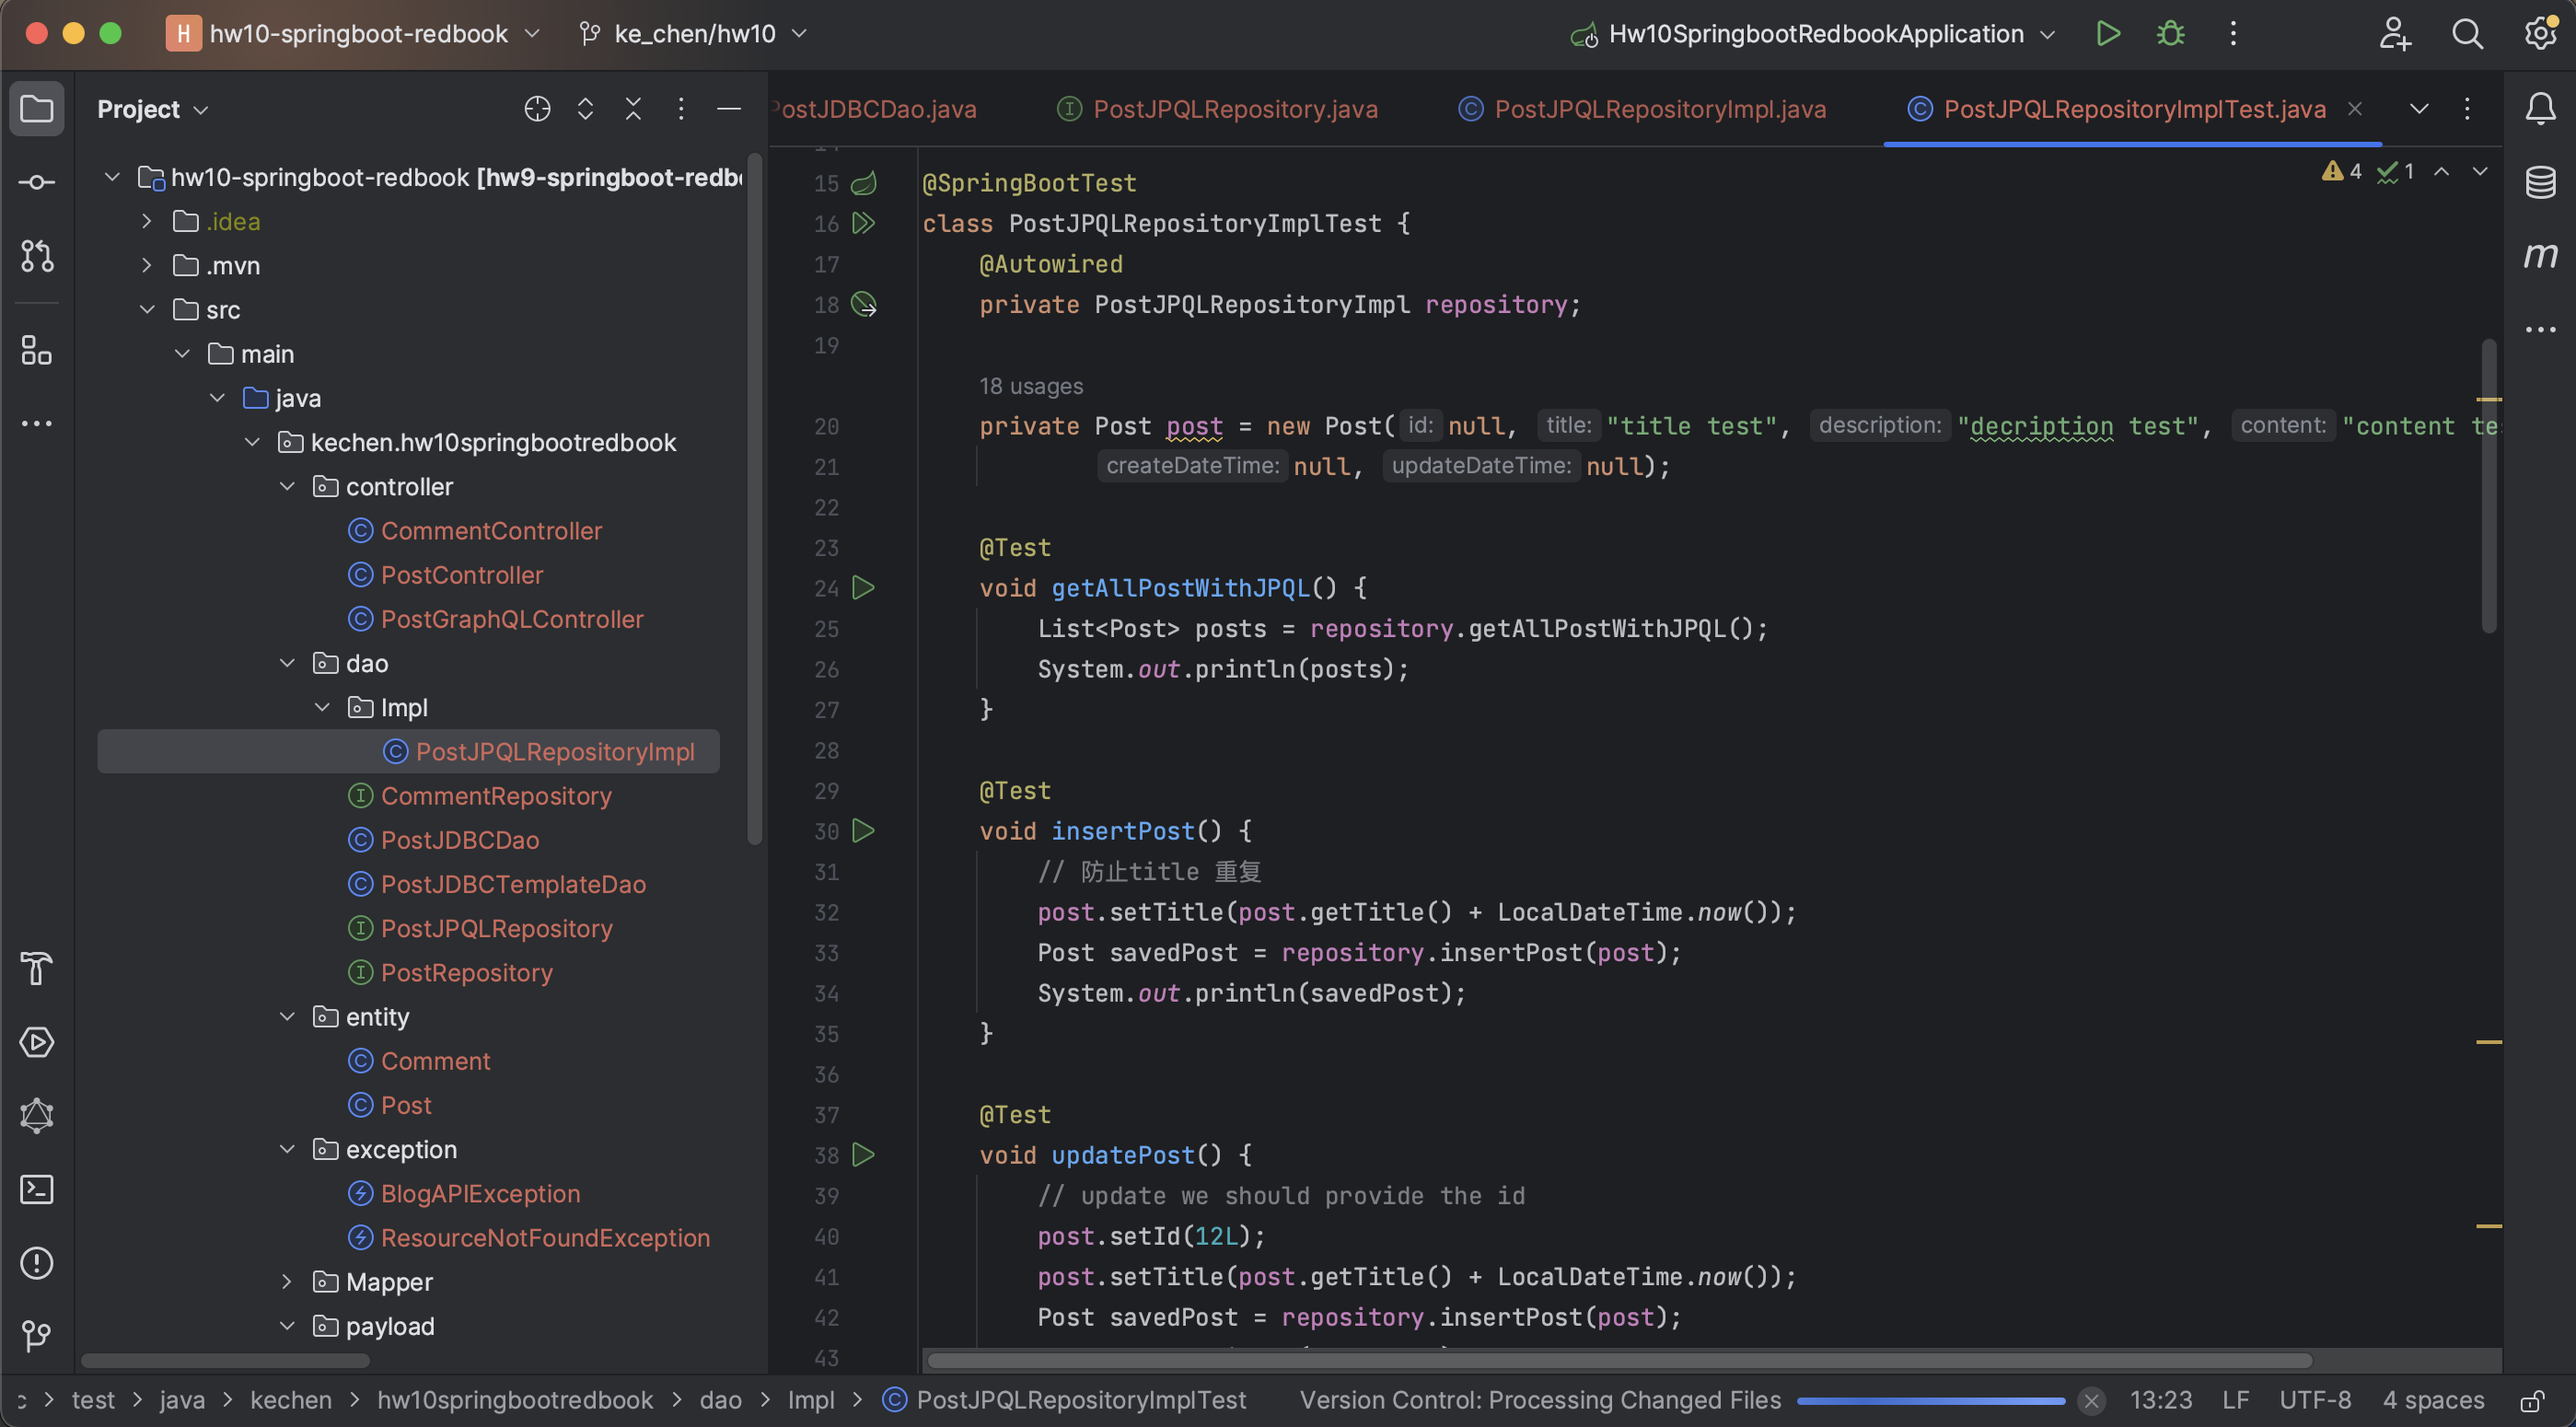 H hw10-springboot-redbook ke_chen/hw10 Hw10SpringbootRedbookApplication
Project
hw10-springboot-redbook [hw9-springboot-redb
.idea
.mvn
src
main
java
kechen.hw10springbootredbook
controller
CommentController
PostController
PostGraphQLController
dao
Impl
PostJPQLRepositoryImpl
CommentRepository
PostJDBCDao
PostJDBCTemplateDao
PostJPQLRepository
PostRepository
entity
Comment
Post
exception
BlogAPIException
ResourceNotFoundException
Mapper
payload
PostJDBCDao.java PostJPQLRepository.java PostJPQLRepositoryImpl.java PostJPQLRepositoryImplTest.java
4 1
14
15 @SpringBootTest
16 class PostJPQLRepositoryImplTest {
17 @Autowired
18 private PostJPQLRepositoryImpl repository;
19
18 usages
20 private Post post = new Post( id: null, title: "title test", description: "decription test", content: "content te
21 createDateTime: null, updateDateTime: null);
22
23 @Test
24 void getAllPostWithJPQL() {
25 List<Post> posts = repository.getAllPostWithJPQL();
26 System.out.println(posts);
27 }
28
29 @Test
30 void insertPost() {
31 // 防止title 重复
32 post.setTitle(post.getTitle() + LocalDateTime.now());
33 Post savedPost = repository.insertPost(post);
34 System.out.println(savedPost);
35 }
36
37 @Test
38 void updatePost() {
39 // update we should provide the id
40 post.setId(12L);
41 post.setTitle(post.getTitle() + LocalDateTime.now());
42 Post savedPost = repository.insertPost(post);
43
c > test > java > kechen > hw10springbootredbook > dao > Impl > PostJPQLRepositoryImplTest Version Control: Processing Changed Files 13:23 LF UTF-8 4 spaces